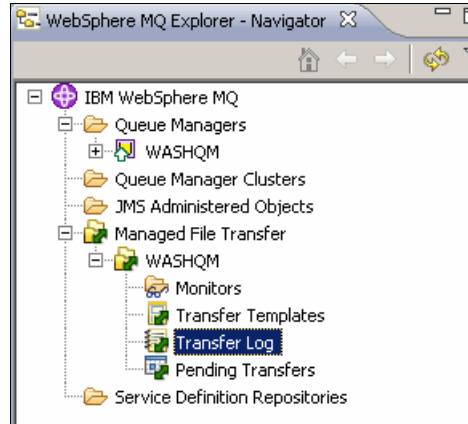 WebSphere MQ Explorer - Navigator
IBM WebSphere MQ
Queue Managers
WASHQM
Queue Manager Clusters
JMS Administered Objects
Managed File Transfer
WASHQM
Monitors
Transfer Templates
Transfer Log
Pending Transfers
Service Definition Repositories